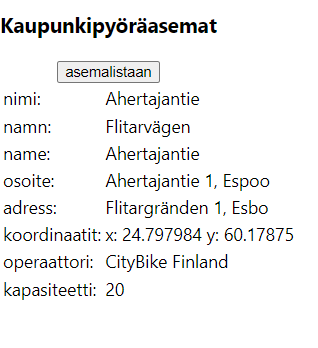 Kaupunkipyöräasemat
asemalistaan
nimi: Ahertajantie
namn: Flitarvägen
name: Ahertajantie
osoite: Ahertajantie 1, Espoo
adress: Flitargränden 1, Esbo
koordinaatit: x: 24.797984 y: 60.17875
operaattori: CityBike Finland
kapasiteetti: 20